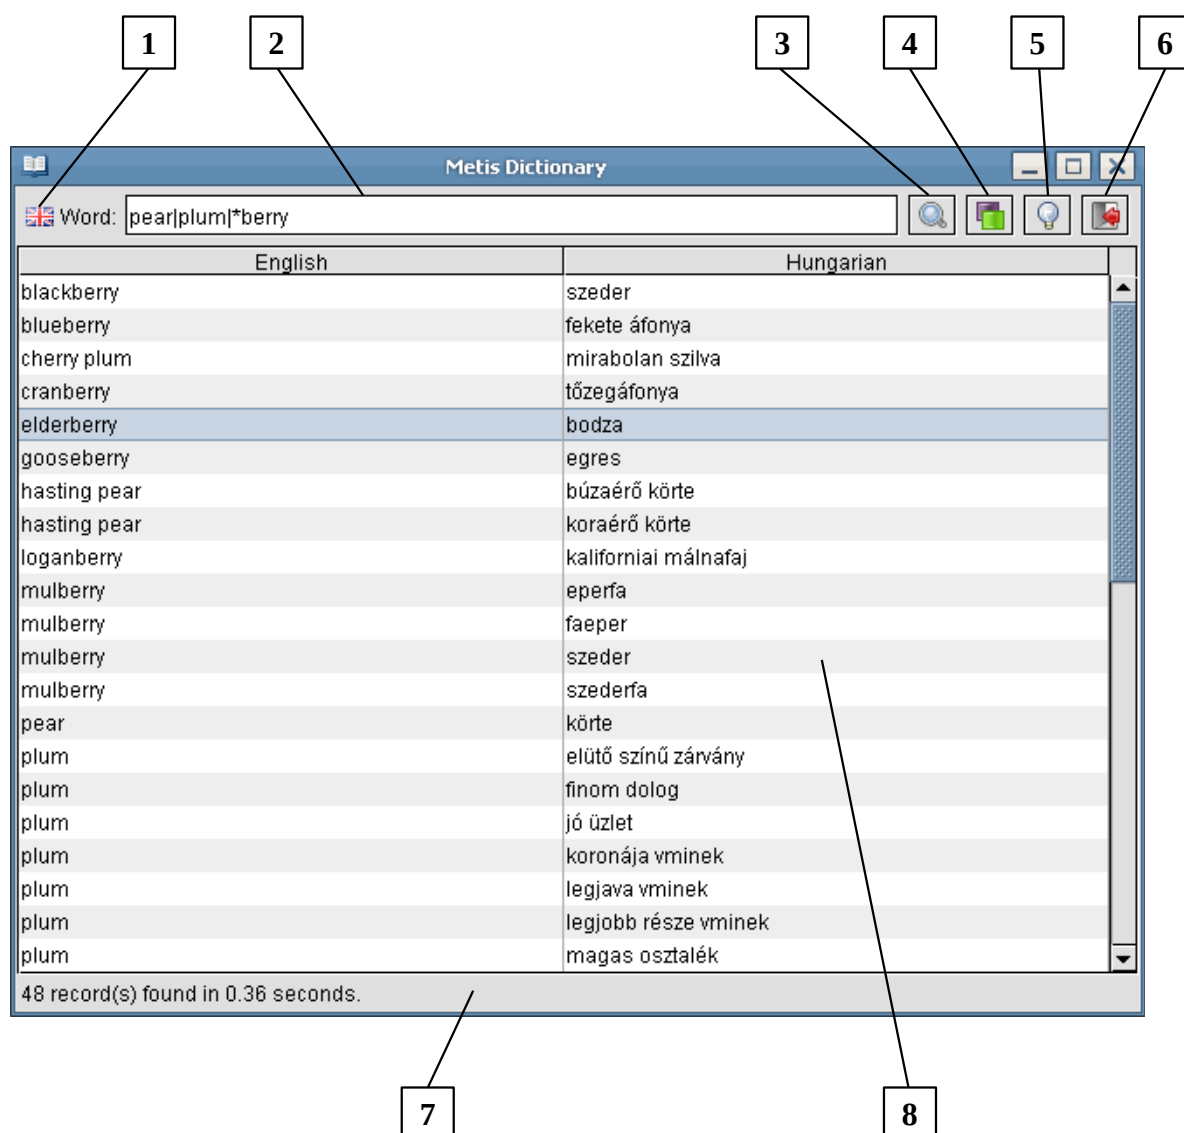 1 2 3 4 5 6
Metis Dictionary
Word: pear|plum|*berry
English Hungarian
blackberry szeder
blueberry fekete áfonya
cherry plum mirabolan szilva
cranberry tőzegáfonya
elderberry bodza
gooseberry egres
hasting pear búzaérő körte
hasting pear koraérő körte
loganberry kaliforniai málnafaj
mulberry eperfa
mulberry faeper
mulberry szeder
mulberry szederfa
pear körte
plum elütő színű zárvány
plum finom dolog
plum jó üzlet
plum koronája vminek
plum legjava vminek
plum legjobb része vminek
plum magas osztalék
48 record(s) found in 0.36 seconds.
7 8